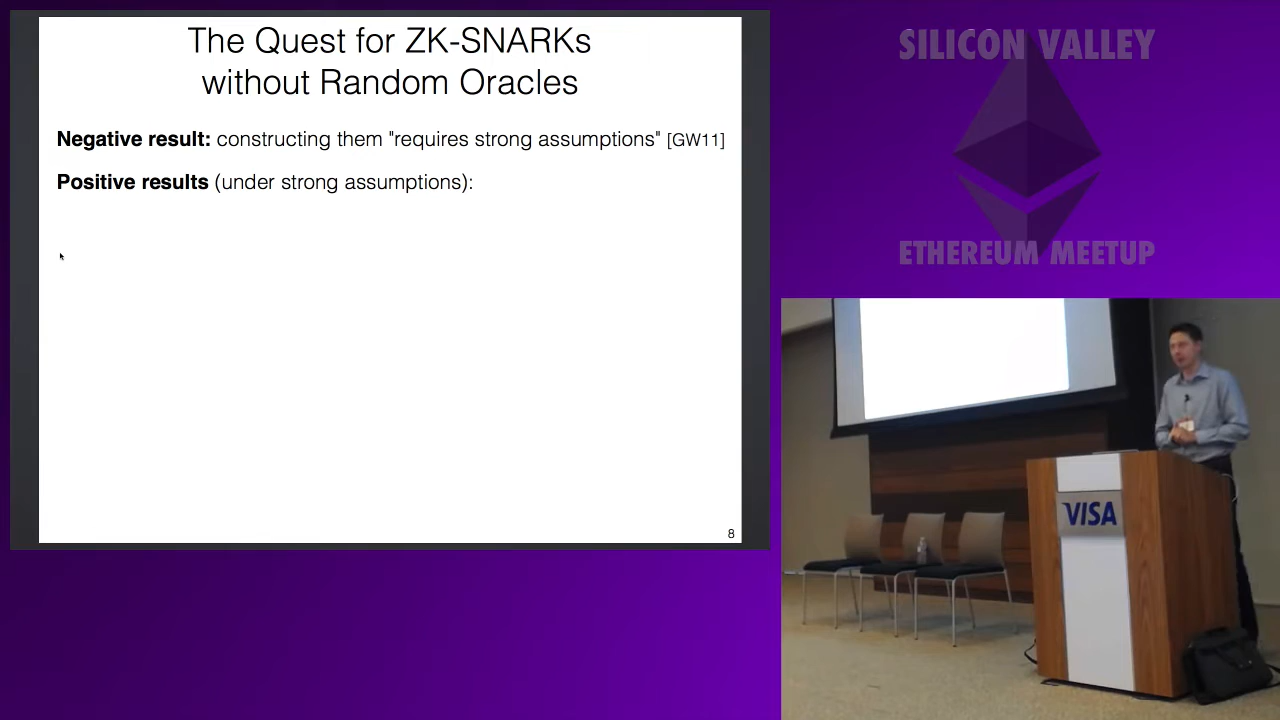 The Quest for ZK-SNARKs
without Random Oracles
Negative result: constructing them "requires strong assumptions" [GW11]
Positive results (under strong assumptions):
8
SILICON VALLEY
ETHEREUM MEETUP
VISA